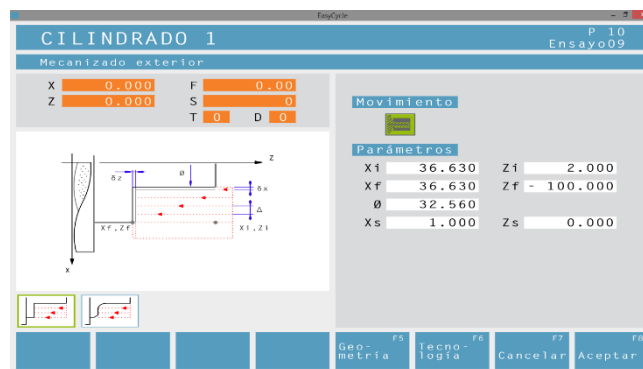 EasyCycle
CILINDRADO 1
P 10
Ensayo09
Mecanizado exterior
X 0.000 F 0.00
Z 0.000 S 0
T 0 D 0
Movimiento
Parámetros
Xi 36.630 Zi 2.000
Xf 36.630 Zf - 100.000
Ø 32.560
Xs 1.000 Zs 0.000
Z
δz
ø
δx
Δ
Xf,Zf
Xi,Zi
X
F5
Geo-
metría
F6
Tecno-
logía
F7
Cancelar
F8
Aceptar